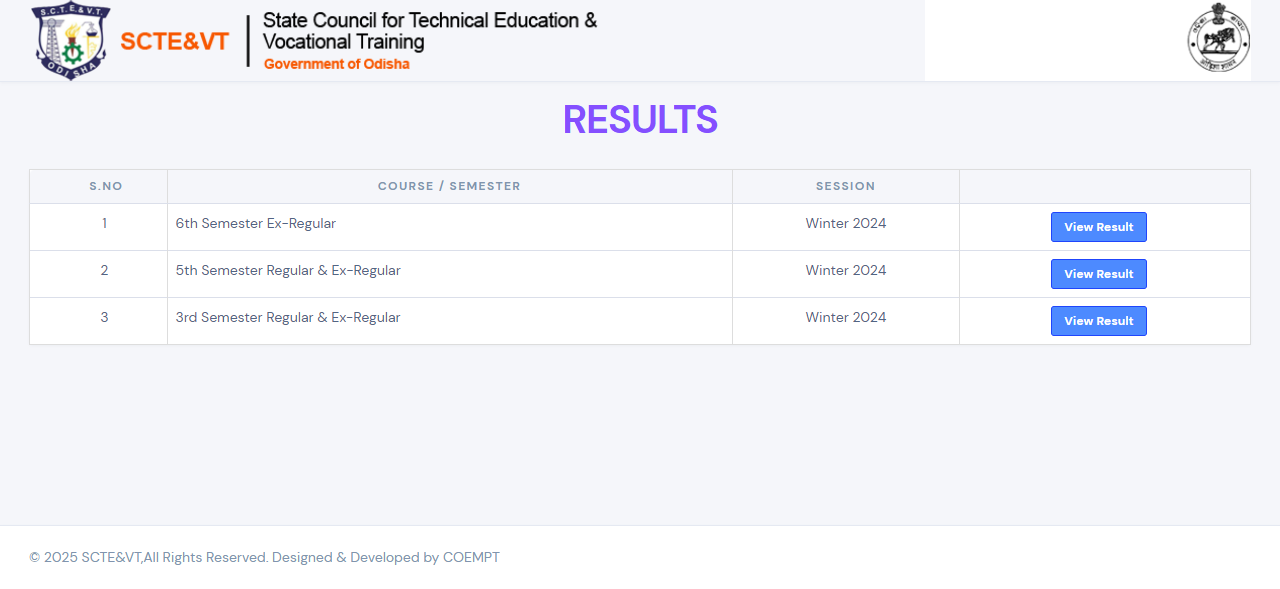 S.C.T.E.& V.T.
ODISHA
SCTE&VT
State Council for Technical Education &
Vocational Training
Government of Odisha
RESULTS
S.NO COURSE / SEMESTER SESSION
1 6th Semester Ex-Regular Winter 2024 View Result
2 5th Semester Regular & Ex-Regular Winter 2024 View Result
3 3rd Semester Regular & Ex-Regular Winter 2024 View Result
© 2025 SCTE&VT,All Rights Reserved. Designed & Developed by COEMPT